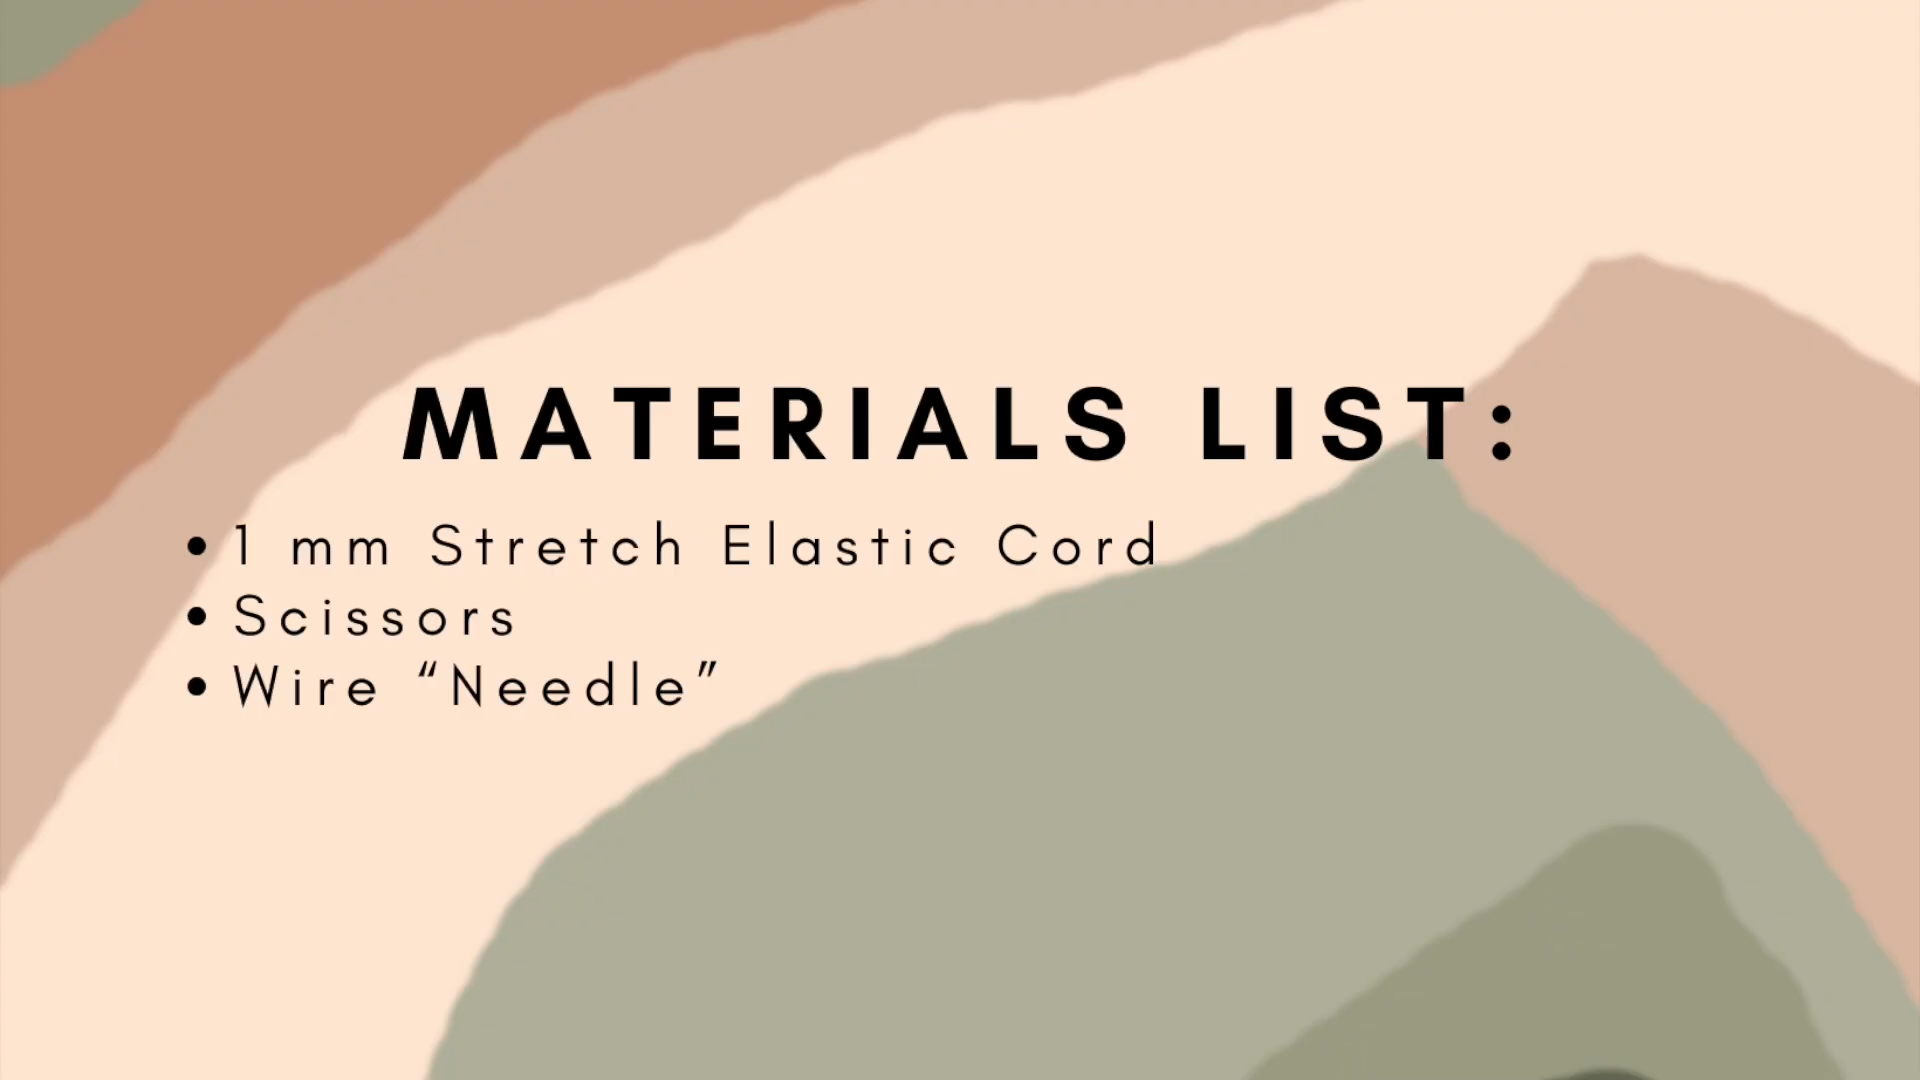 MATERIALS LIST:
• 1 mm Stretch Elastic Cord
• Scissors
• Wire “Needle”